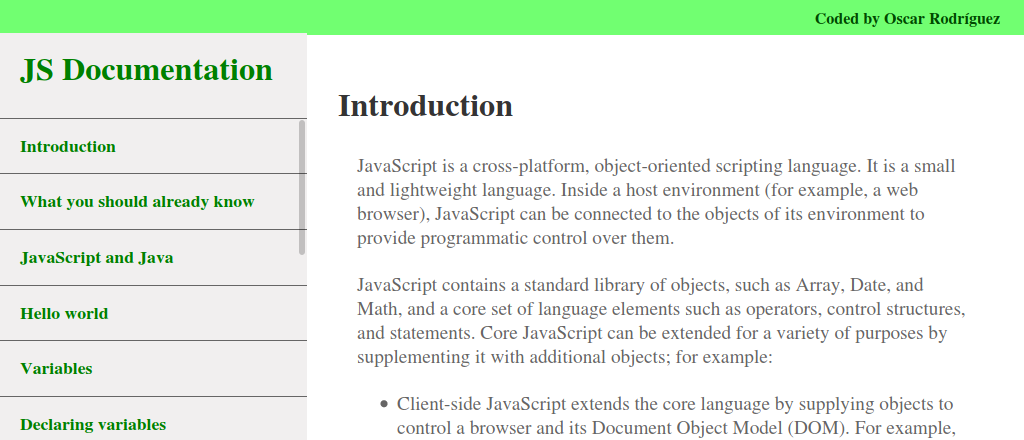 Coded by Oscar Rodríguez
JS Documentation
Introduction
What you should already know
JavaScript and Java
Hello world
Variables
Declaring variables
Introduction
JavaScript is a cross-platform, object-oriented scripting language. It is a small
and lightweight language. Inside a host environment (for example, a web
browser), JavaScript can be connected to the objects of its environment to
provide programmatic control over them.
JavaScript contains a standard library of objects, such as Array, Date, and
Math, and a core set of language elements such as operators, control structures,
and statements. Core JavaScript can be extended for a variety of purposes by
supplementing it with additional objects; for example:
• Client-side JavaScript extends the core language by supplying objects to
control a browser and its Document Object Model (DOM). For example,